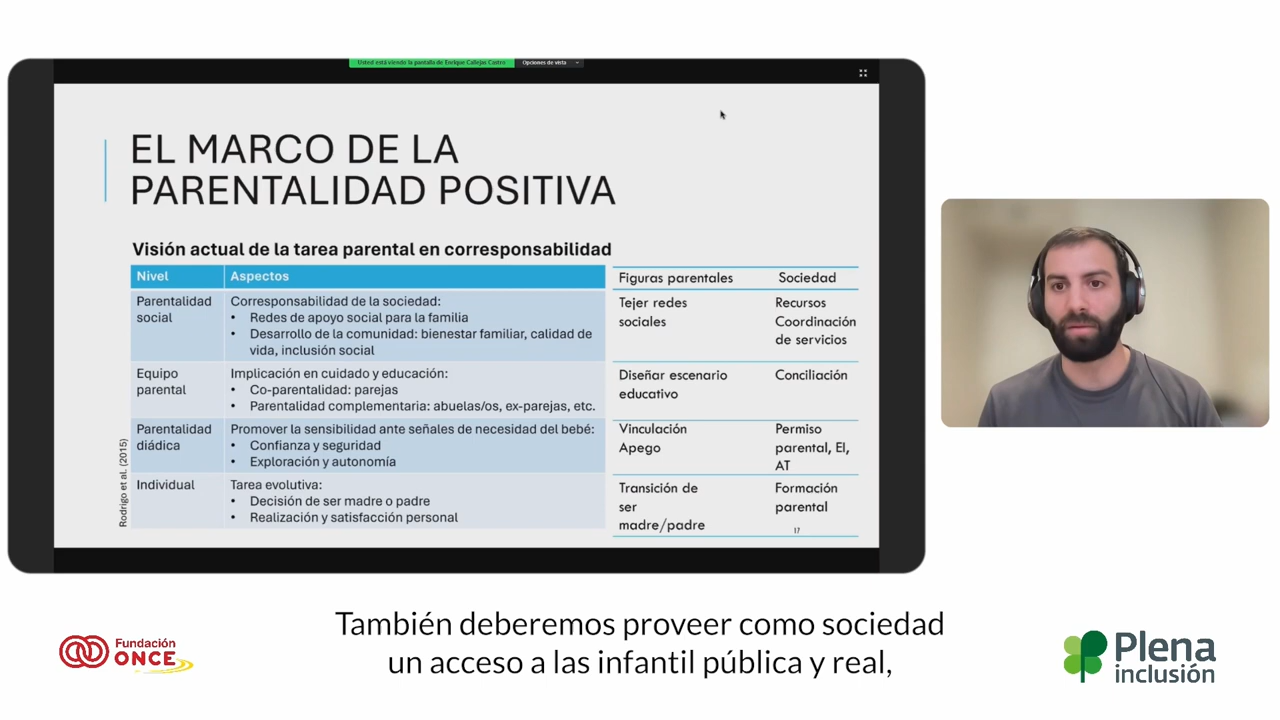 Usted está viendo la pantalla de Enrique Callejas Castro
Opciones de vista
EL MARCO DE LA
PARENTALIDAD POSITIVA
Visión actual de la tarea parental en corresponsabilidad
Nivel Aspectos Figuras parentales Sociedad
Parentalidad social
Corresponsabilidad de la sociedad:
• Redes de apoyo social para la familia
• Desarrollo de la comunidad: bienestar familiar, calidad de
vida, inclusión social
Tejer redes
sociales
Recursos
Coordinación
de servicios
Equipo
parental
Implicación en cuidado y educación:
• Co-parentalidad: parejas
• Parentalidad complementaria: abuelas/os, ex-parejas, etc.
Diseñar escenario
educativo
Conciliación
Parentalidad
diádica
Promover la sensibilidad ante señales de necesidad del bebé:
• Confianza y seguridad
• Exploración y autonomía
Vinculación
Apego
Permiso
parental, EI,
AT
Individual
Tarea evolutiva:
• Decisión de ser madre o padre
• Realización y satisfacción personal
Transición de
ser
madre/padre
Formación
parental
17
Rodrigo et al. (2015)
También deberemos proveer como sociedad
un acceso a las infantil pública y real,
Fundación
ONCE
Plena
inclusión